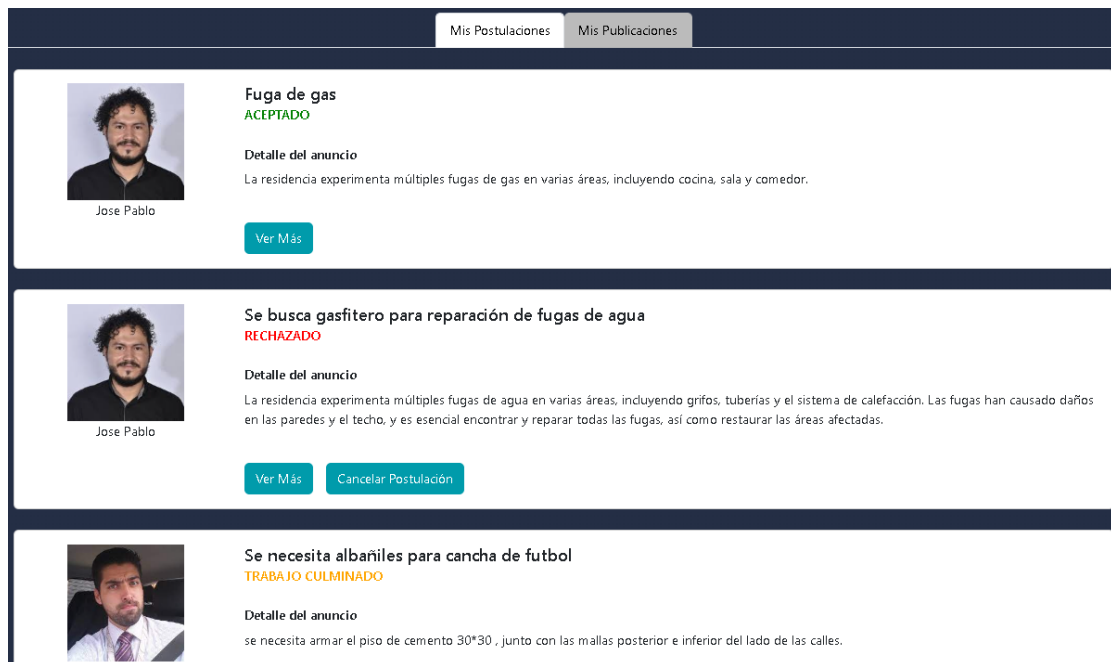 Mis Postulaciones
Mis Publicaciones
Fuga de gas
ACEPTADO
Detalle del anuncio
La residencia experimenta múltiples fugas de gas en varias áreas, incluyendo cocina, sala y comedor.
Jose Pablo
Ver Más
Se busca gasfitero para reparación de fugas de agua
RECHAZADO
Detalle del anuncio
La residencia experimenta múltiples fugas de agua en varias áreas, incluyendo grifos, tuberías y el sistema de calefacción. Las fugas han causado daños
en las paredes y el techo, y es esencial encontrar y reparar todas las fugas, así como restaurar las áreas afectadas.
Jose Pablo
Ver Más
Cancelar Postulación
Se necesita albañiles para cancha de futbol
TRABAJO CULMINADO
Detalle del anuncio
se necesita armar el piso de cemento 30*30 , junto con las mallas posterior e inferior del lado de las calles.